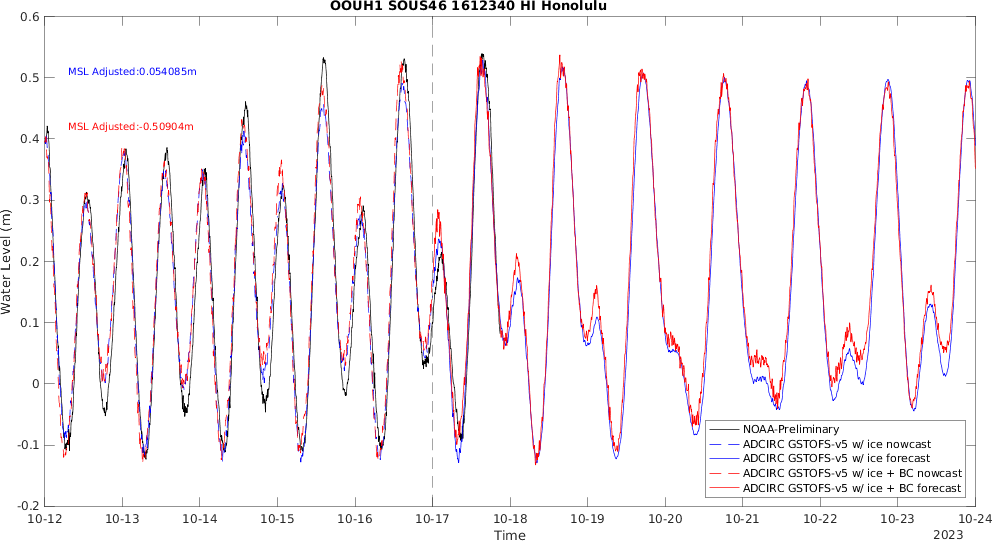 OOUH1 SOUS46 1612340 HI Honolulu
0.6
0.5
0.4
0.3
0.2
0.1
0
-0.1
-0.2
Water Level (m)
MSL Adjusted:0.054085m
MSL Adjusted:-0.50904m
NOAA-Preliminary
ADCIRC GSTOFS-v5 w/ ice nowcast
ADCIRC GSTOFS-v5 w/ ice forecast
ADCIRC GSTOFS-v5 w/ ice + BC nowcast
ADCIRC GSTOFS-v5 w/ ice + BC forecast
10-12 10-13 10-14 10-15 10-16 10-17 10-18 10-19 10-20 10-21 10-22 10-23 10-24
Time
2023